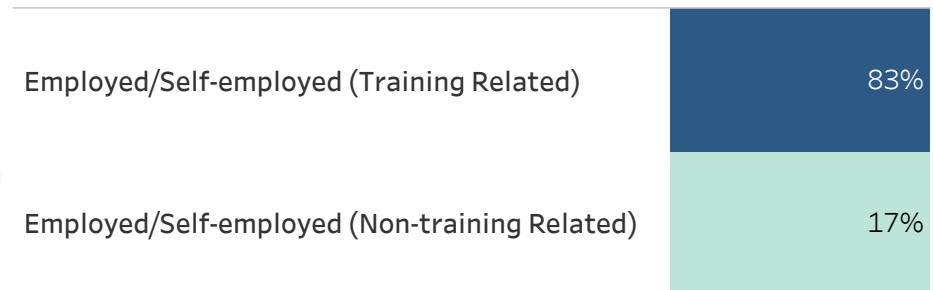 Employed/Self-employed (Training Related) 83%
Employed/Self-employed (Non-training Related) 17%